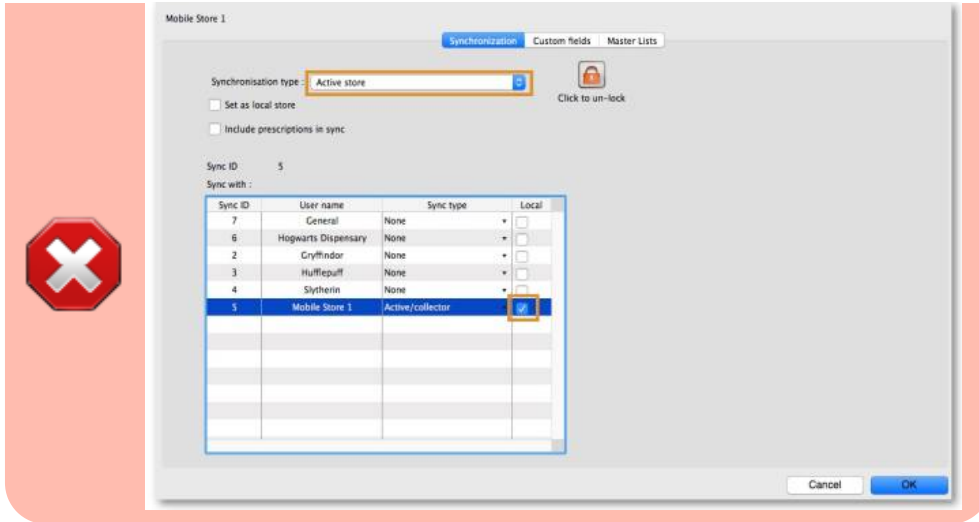 Mobile Store 1
Synchronization Custom fields Master Lists
Synchronisation type : Active store
Click to un-lock
Set as local store
Include prescriptions in sync
Sync ID 5
Sync with :
Sync ID User name Sync type Local
7 General None
6 Hogwarts Dispensary None
2 Gryffindor None
3 Hufflepuff None
4 Slytherin None
5 Mobile Store 1 Active/collector
Cancel OK